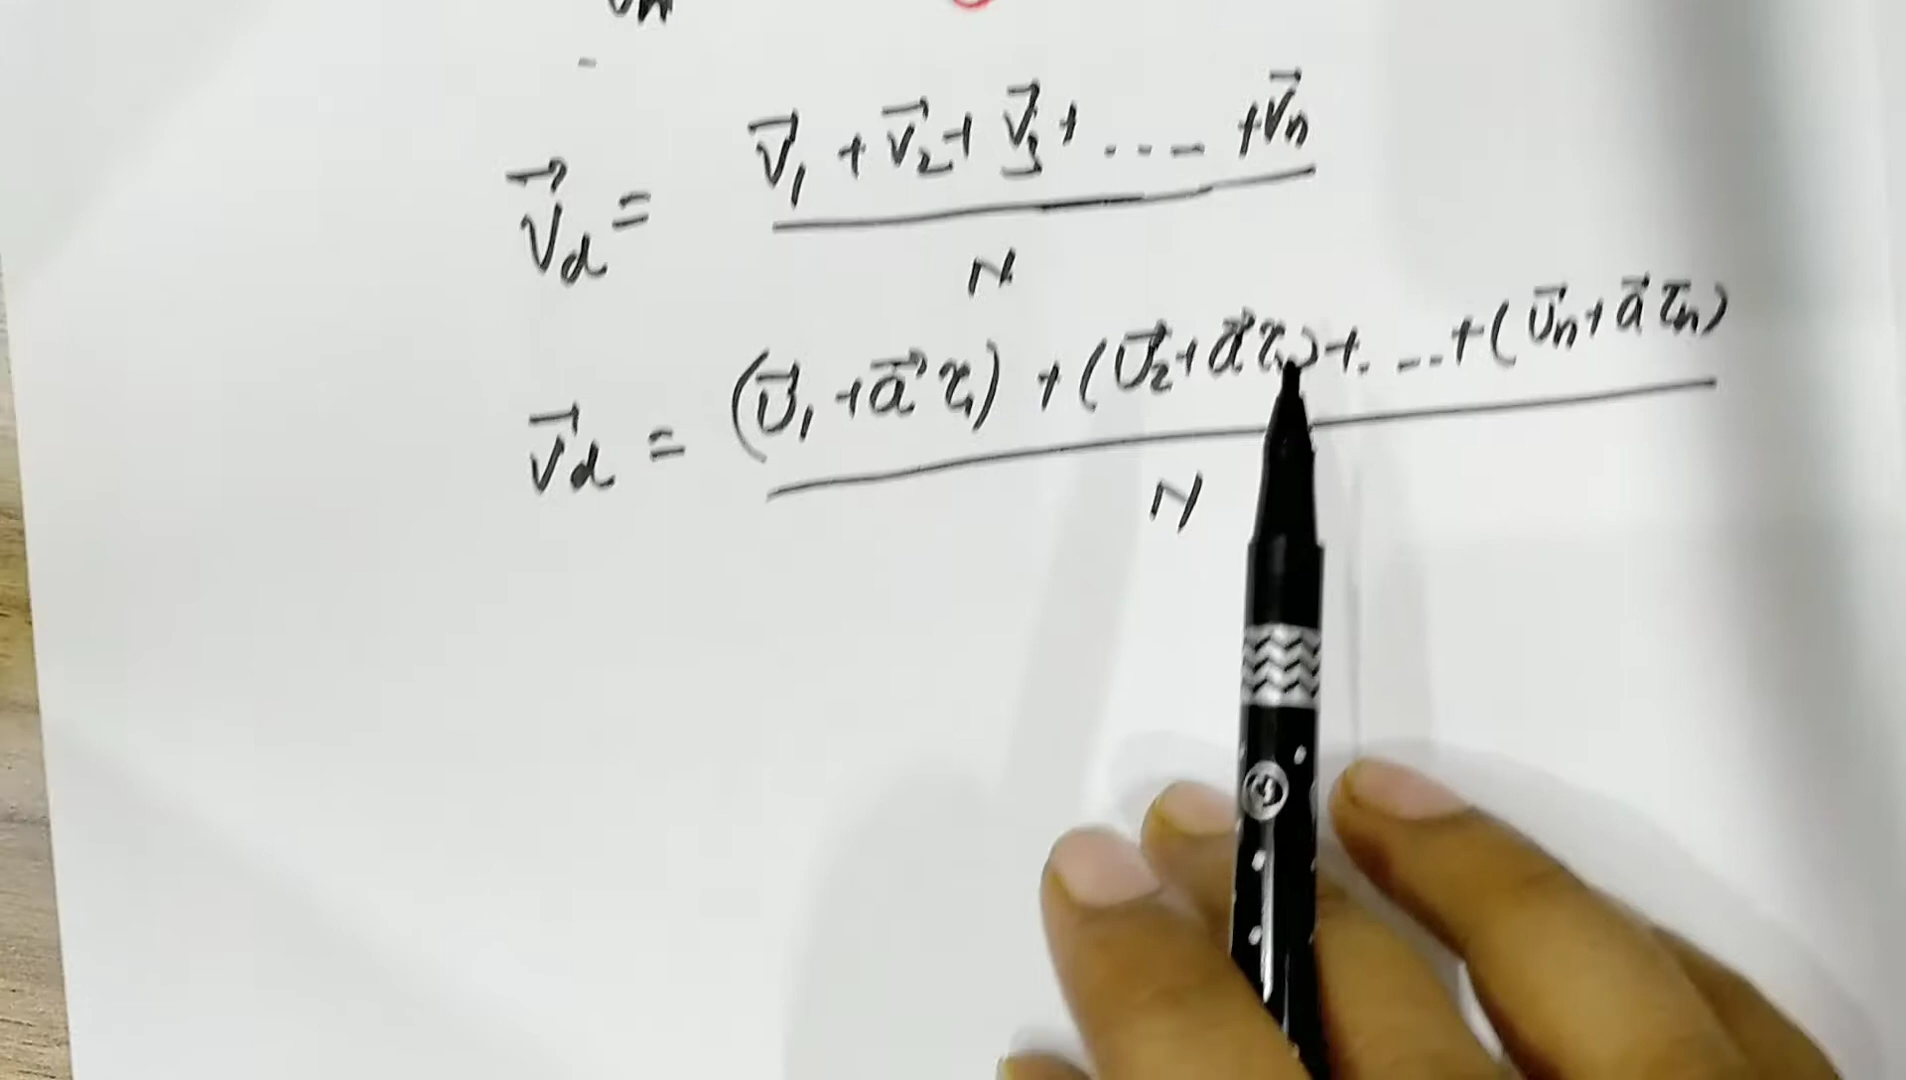 V⃗d = (V⃗1 + V⃗2 + V⃗3 + .... + V⃗n) / N
V⃗d = ((U⃗1 + a⃗ τ1) + (U⃗2 + a⃗ τ2) + .... + (U⃗n + a⃗ τn)) / N